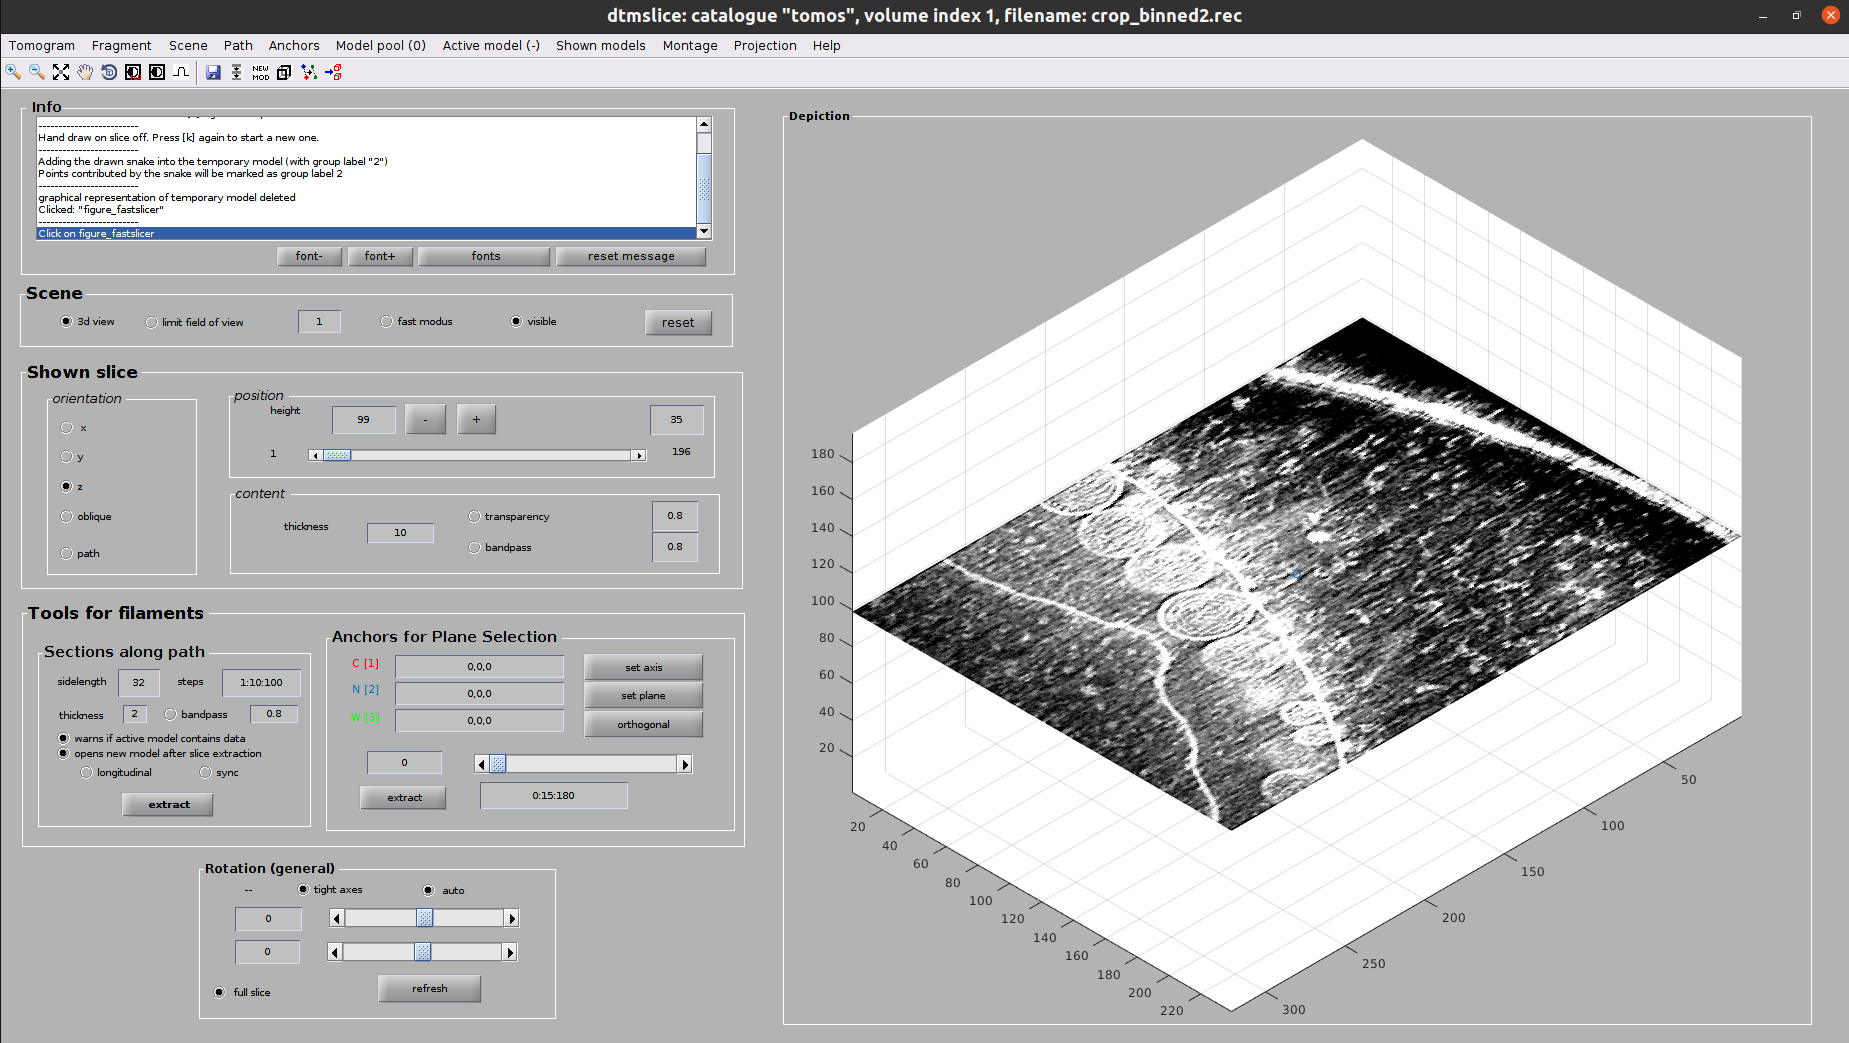 dtmslice: catalogue "tomos", volume index 1, filename: crop_binned2.rec
Tomogram Fragment Scene Path Anchors Model pool (0) Active model (-) Shown models Montage Projection Help
NEW MOD
Info
-------------------------
Hand draw on slice off. Press [k] again to start a new one.
-------------------------
Adding the drawn snake into the temporary model (with group label "2")
Points contributed by the snake will be marked as group label 2
-------------------------
graphical representation of temporary model deleted
Clicked: "figure_fastslicer"
-------------------------
Click on figure_fastslicer
font- font+ fonts reset message
Scene
3d view limit field of view 1 fast modus visible reset
Shown slice
orientation
x
y
z
oblique
path
position
height 99 - + 35
1 196
content
thickness 10 transparency 0.8
bandpass 0.8
Tools for filaments
Sections along path
sidelength 32 steps 1:10:100
thickness 2 bandpass 0.8
warns if active model contains data
opens new model after slice extraction
longitudinal sync
extract
Anchors for Plane Selection
C [1] 0,0,0 set axis
N [2] 0,0,0 set plane
W [3] 0,0,0 orthogonal
0
extract 0:15:180
Rotation (general)
-- tight axes auto
0
0
full slice refresh
Depiction
180
160
140
120
100
80
60
40
20
20
40
60
80
100
120
140
160
180
200
220
50
100
150
200
250
300